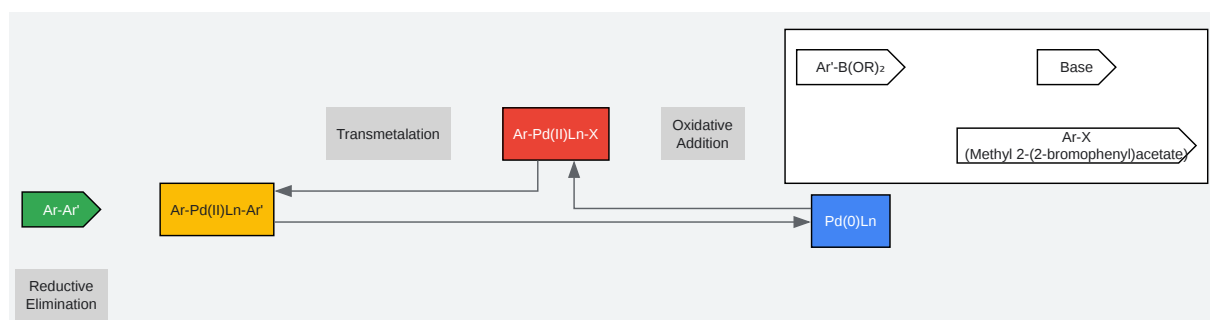 Ar'-B(OR)₂
Base
Transmetalation
Ar-Pd(II)Ln-X
Oxidative
Addition
Ar-X
(Methyl 2-(2-bromophenyl)acetate)
Ar-Ar'
Ar-Pd(II)Ln-Ar'
Pd(0)Ln
Reductive
Elimination